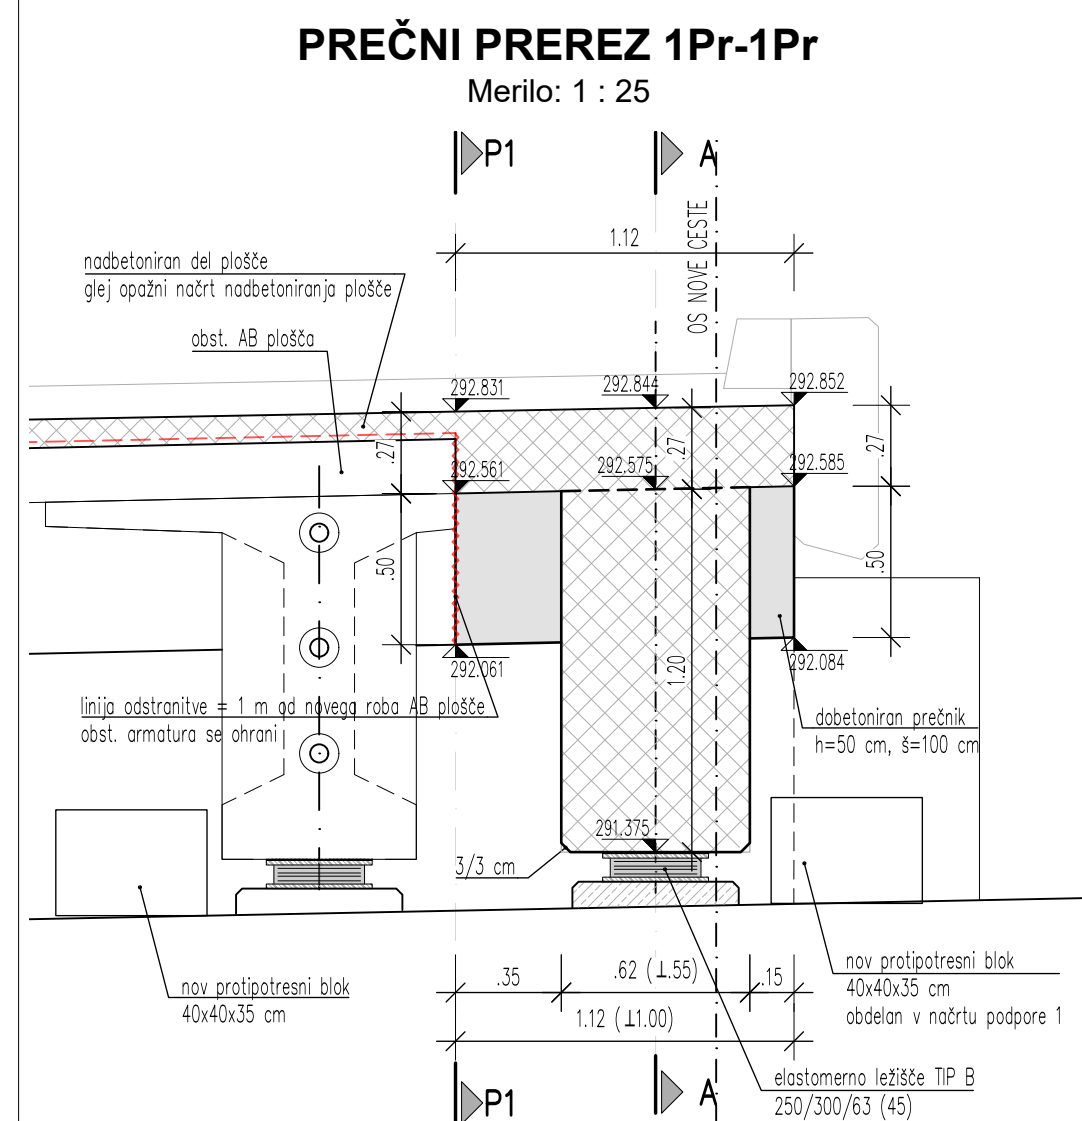 PREČNI PREREZ 1Pr-1Pr
Merilo: 1 : 25
P1
A
OS NOVE CESTE
1.12
nadbetoniran del plošče
glej opažni načrt nadbetoniranja plošče
obst. AB plošča
292.831
292.844
292.852
.27
.27
.27
292.561
292.575
292.585
.50
.50
292.061
292.084
1.20
linija odstranitve = 1 m od novega roba AB plošče
obst. armatura se ohrani
dobetoniran prečnik
h=50 cm, š=100 cm
291.375
3/3 cm
nov protipotresni blok
40x40x35 cm
.35
.62 (⊥.55)
.15
1.12 (⊥1.00)
nov protipotresni blok
40x40x35 cm
obdelan v načrtu podpore 1
elastomerno ležišče TIP B
250/300/63 (45)
P1
A